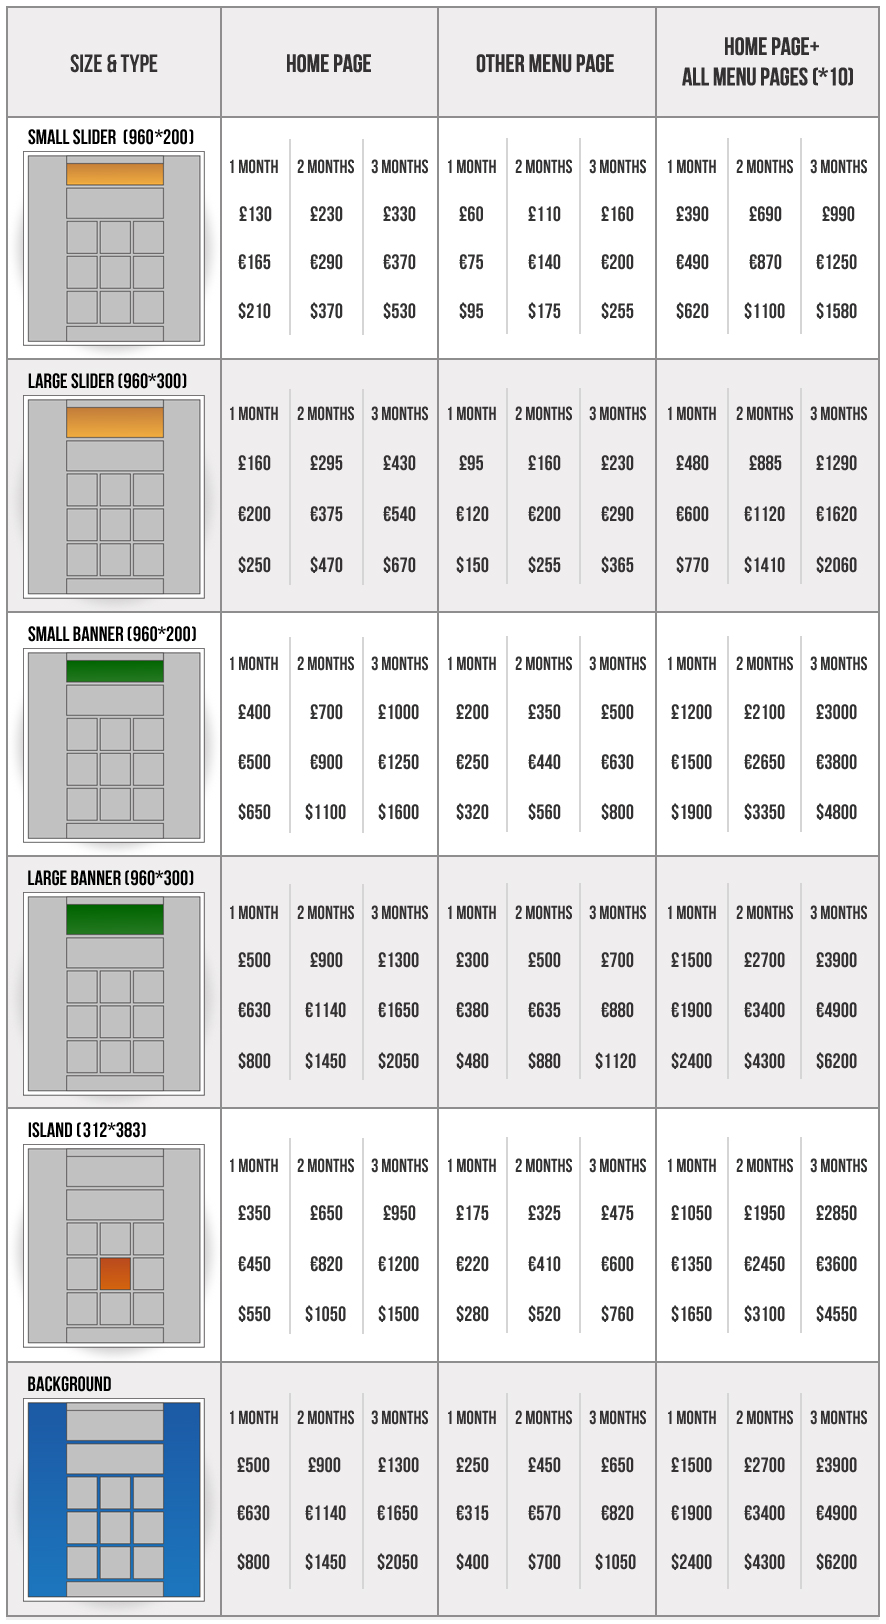 SIZE & TYPE HOME PAGE OTHER MENU PAGE HOME PAGE+
ALL MENU PAGES (*10)
SMALL SLIDER (960*200)
1 MONTH 2 MONTHS 3 MONTHS 1 MONTH 2 MONTHS 3 MONTHS 1 MONTH 2 MONTHS 3 MONTHS
£130 £230 £330 £60 £110 £160 £390 £690 £990
€165 €290 €370 €75 €140 €200 €490 €870 €1250
$210 $370 $530 $95 $175 $255 $620 $1100 $1580
LARGE SLIDER (960*300)
1 MONTH 2 MONTHS 3 MONTHS 1 MONTH 2 MONTHS 3 MONTHS 1 MONTH 2 MONTHS 3 MONTHS
£160 £295 £430 £95 £160 £230 £480 £885 £1290
€200 €375 €540 €120 €200 €290 €600 €1120 €1620
$250 $470 $670 $150 $255 $365 $770 $1410 $2060
SMALL BANNER (960*200)
1 MONTH 2 MONTHS 3 MONTHS 1 MONTH 2 MONTHS 3 MONTHS 1 MONTH 2 MONTHS 3 MONTHS
£400 £700 £1000 £200 £350 £500 £1200 £2100 £3000
€500 €900 €1250 €250 €440 €630 €1500 €2650 €3800
$650 $1100 $1600 $320 $560 $800 $1900 $3350 $4800
LARGE BANNER (960*300)
1 MONTH 2 MONTHS 3 MONTHS 1 MONTH 2 MONTHS 3 MONTHS 1 MONTH 2 MONTHS 3 MONTHS
£500 £900 £1300 £300 £500 £700 £1500 £2700 £3900
€630 €1140 €1650 €380 €635 €880 €1900 €3400 €4900
$800 $1450 $2050 $480 $880 $1120 $2400 $4300 $6200
ISLAND (312*383)
1 MONTH 2 MONTHS 3 MONTHS 1 MONTH 2 MONTHS 3 MONTHS 1 MONTH 2 MONTHS 3 MONTHS
£350 £650 £950 £175 £325 £475 £1050 £1950 £2850
€450 €820 €1200 €220 €410 €600 €1350 €2450 €3600
$550 $1050 $1500 $280 $520 $760 $1650 $3100 $4550
BACKGROUND
1 MONTH 2 MONTHS 3 MONTHS 1 MONTH 2 MONTHS 3 MONTHS 1 MONTH 2 MONTHS 3 MONTHS
£500 £900 £1300 £250 £450 £650 £1500 £2700 £3900
€630 €1140 €1650 €315 €570 €820 €1900 €3400 €4900
$800 $1450 $2050 $400 $700 $1050 $2400 $4300 $6200